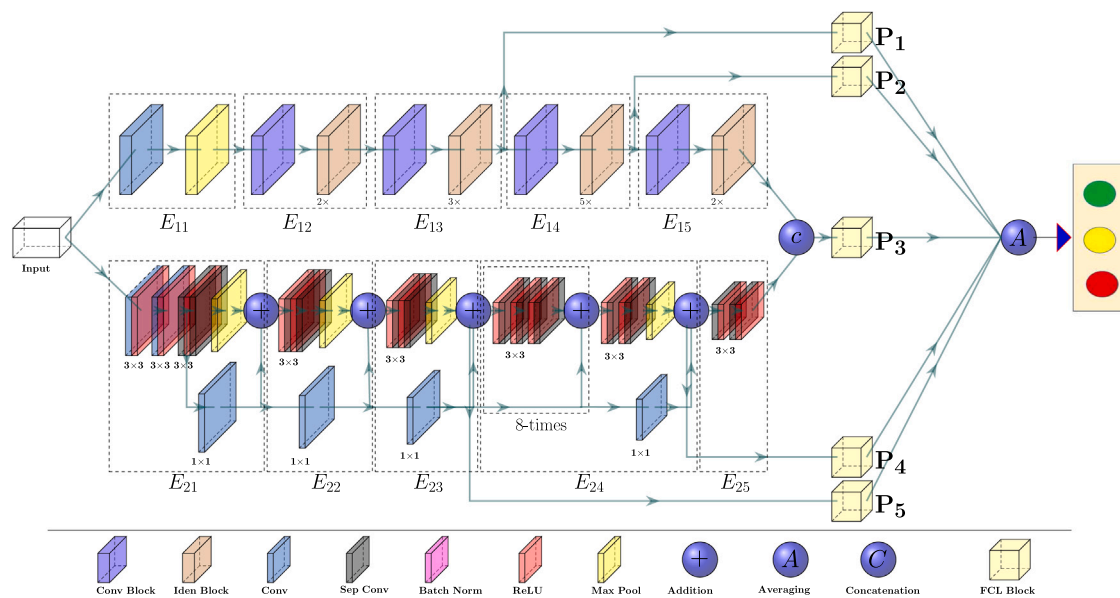 P1
P2
2×
3×
5×
2×
E11
E12
E13
E14
E15
Input
c
P3
A
+
+
+
+
+
3×3
3×3
3×3
3×3
3×3
3×3
3×3
3×3
8-times
1×1
1×1
1×1
1×1
E21
E22
E23
E24
E25
P4
P5
+
A
C
Conv Block
Iden Block
Conv
Sep Conv
Batch Norm
ReLU
Max Pool
Addition
Averaging
Concatenation
FCL Block